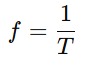 f = 1/T